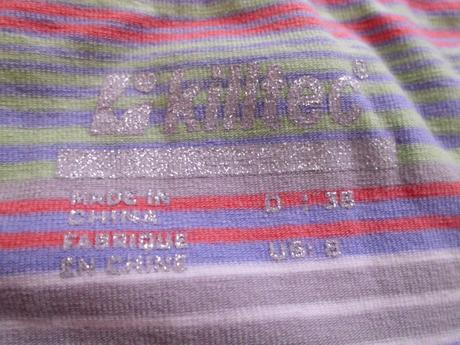 killtec
MADE IN
CHINA
FABRIQUE
EN CHINE
D : 38
US: 8